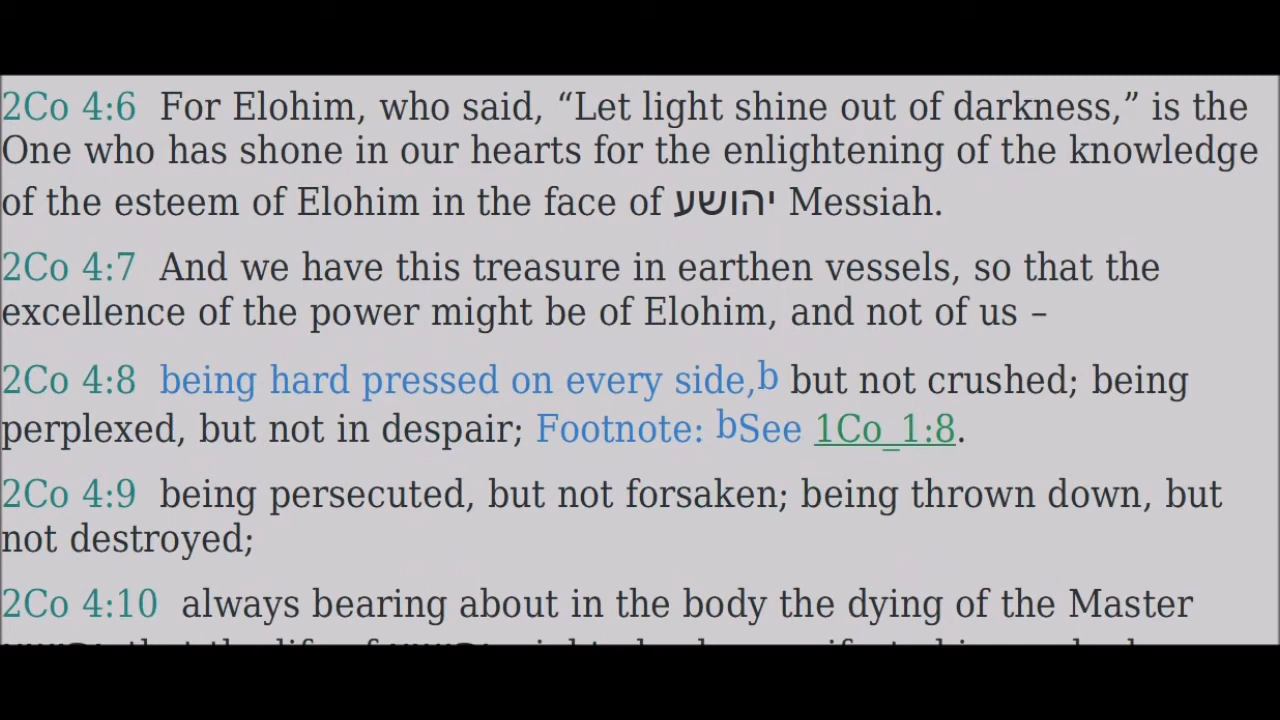 2Co 4:6 For Elohim, who said, “Let light shine out of darkness,” is the
One who has shone in our hearts for the enlightening of the knowledge
of the esteem of Elohim in the face of יהושע Messiah.
2Co 4:7 And we have this treasure in earthen vessels, so that the
excellence of the power might be of Elohim, and not of us –
2Co 4:8 being hard pressed on every side,b but not crushed; being
perplexed, but not in despair; Footnote: bSee 1Co_1:8.
2Co 4:9 being persecuted, but not forsaken; being thrown down, but
not destroyed;
2Co 4:10 always bearing about in the body the dying of the Master